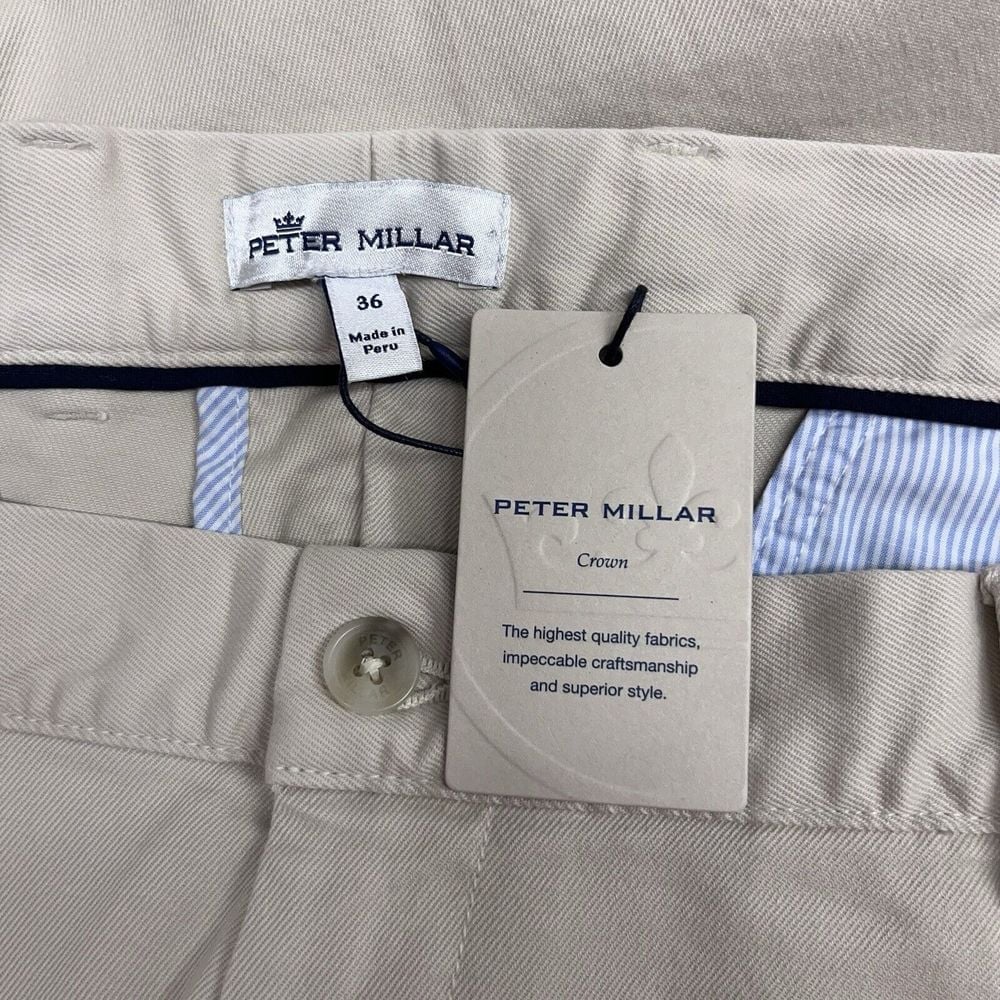 PETER MILLAR
36
Made in
Peru
PETER MILLAR
Crown
The highest quality fabrics,
impeccable craftsmanship
and superior style.
PETER